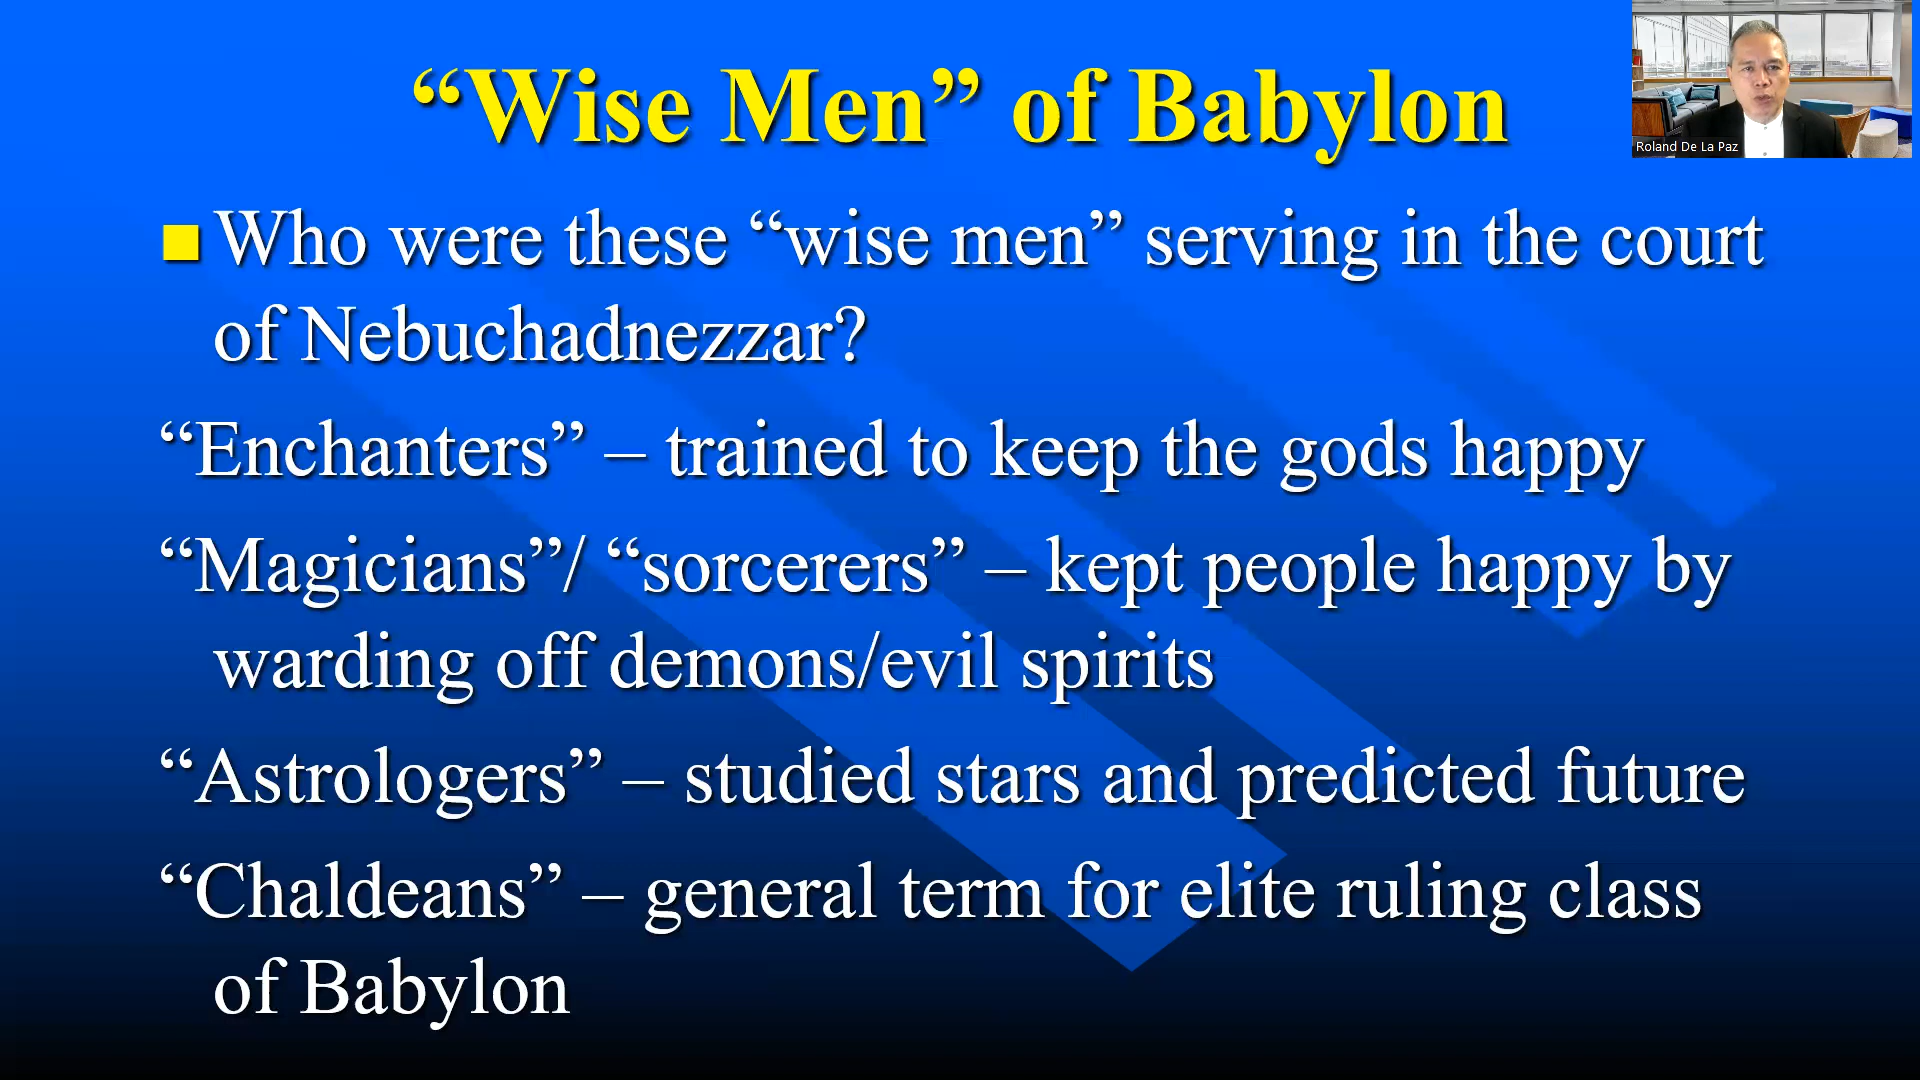 “Wise Men” of Babylon
Roland De La Paz
Who were these “wise men” serving in the court
of Nebuchadnezzar?
“Enchanters” – trained to keep the gods happy
“Magicians”/ “sorcerers” – kept people happy by
warding off demons/evil spirits
“Astrologers” – studied stars and predicted future
“Chaldeans” – general term for elite ruling class
of Babylon